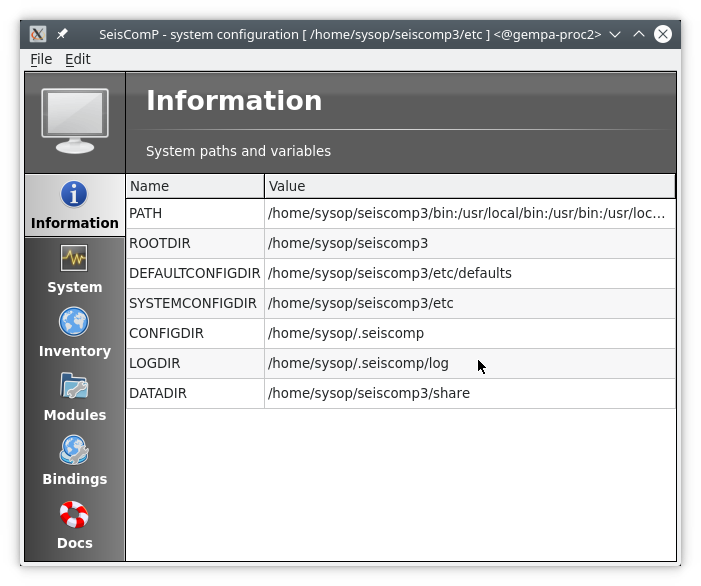 SeisComP - system configuration [ /home/sysop/seiscomp3/etc ] <@gempa-proc2>
File Edit
Information
System paths and variables
Name Value
PATH /home/sysop/seiscomp3/bin:/usr/local/bin:/usr/bin:/usr/loc...
ROOTDIR /home/sysop/seiscomp3
DEFAULTCONFIGDIR /home/sysop/seiscomp3/etc/defaults
SYSTEMCONFIGDIR /home/sysop/seiscomp3/etc
CONFIGDIR /home/sysop/.seiscomp
LOGDIR /home/sysop/.seiscomp/log
DATADIR /home/sysop/seiscomp3/share
Information
System
Inventory
Modules
Bindings
Docs